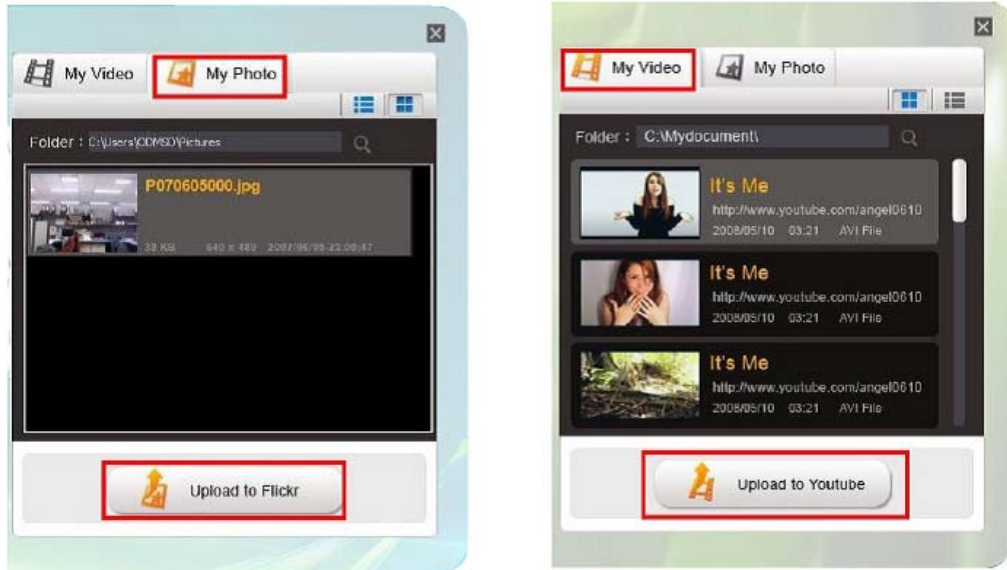 My Video
My Photo
Folder : C:\Users\ODMSO\Pictures
P070605000.jpg
38 KB 640 x 480
Upload to Flickr
My Video
My Photo
Folder : C:\Mydocument\
It's Me
http://www.youtube.com/angel0610
2008/05/10 03:21 AVI File
It's Me
http://www.youtube.com/angel0610
2008/05/10 03:21 AVI File
It's Me
http://www.youtube.com/angel0610
2008/05/10 03:21 AVI File
Upload to Youtube